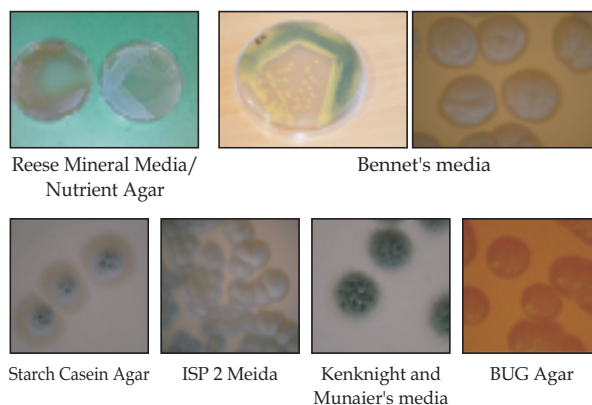 Reese Mineral Media/
Nutrient Agar
Bennet's media
Starch Casein Agar
ISP 2 Meida
Kenknight and
Munaier's media
BUG Agar